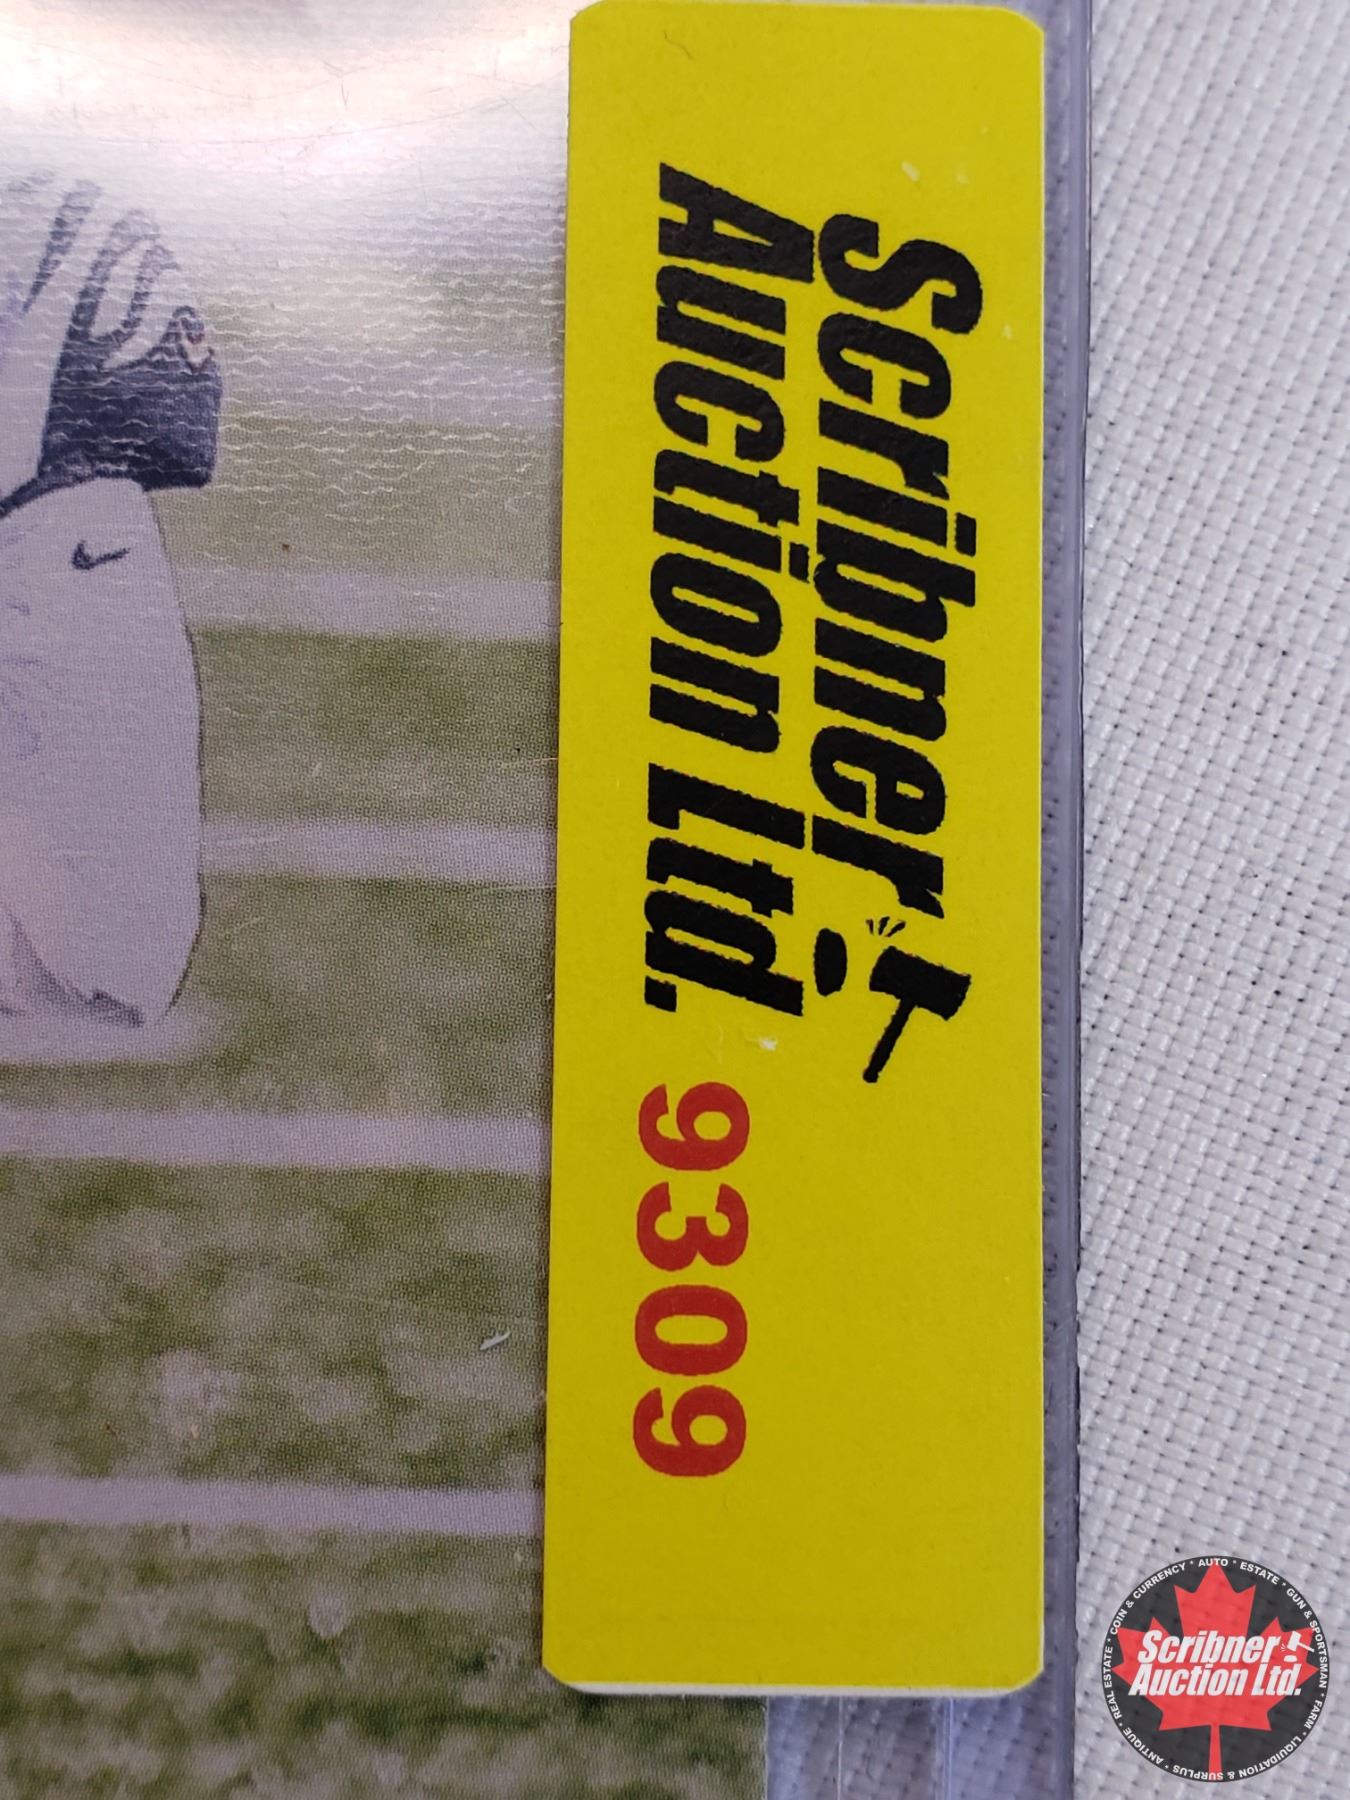 Scribner
Auction Ltd.
9309
REAL ESTATE * COIN & CURRENCY * AUTO * ESTATE * GUN & SPORTSMAN * FARM * LIQUIDATION & SURPLUS * ANTIQUE *
Scribner
Auction Ltd.